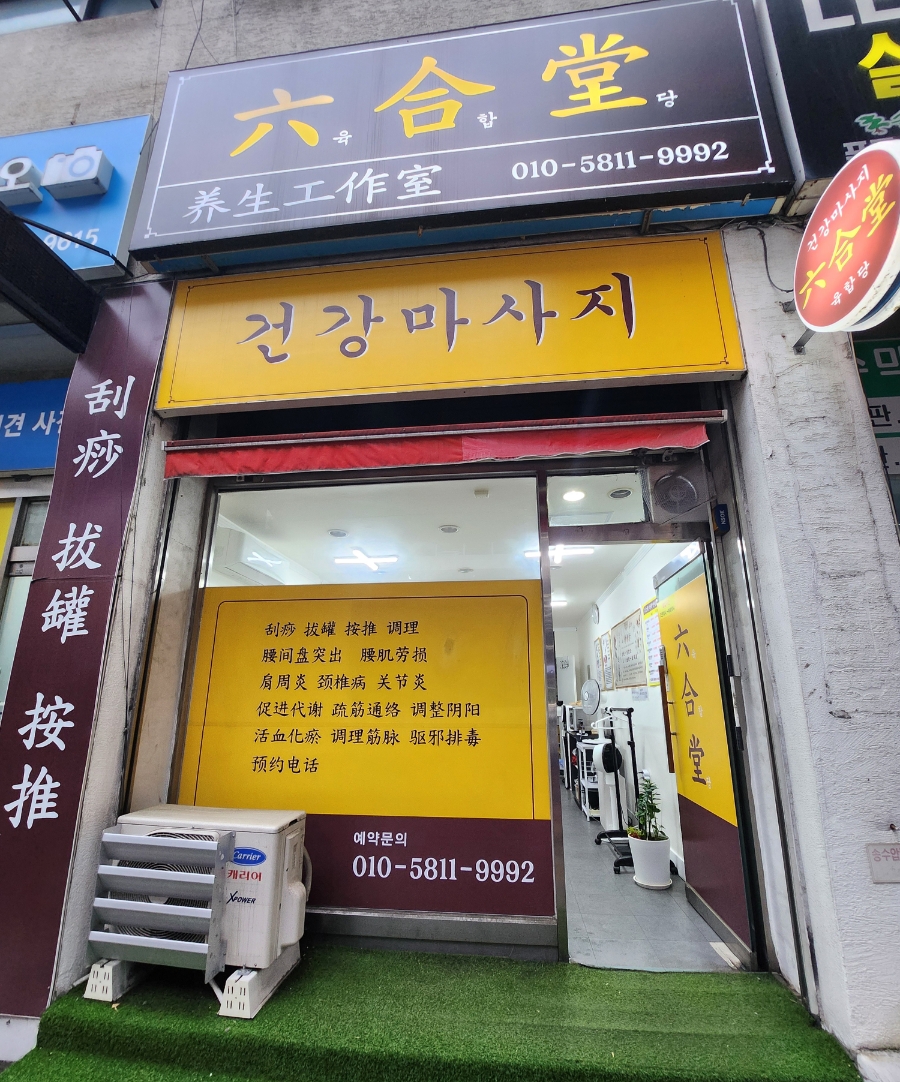 六合堂
육 합 당
养生工作室 010-5811-9992
건강마사지
건강마사지
六合堂
육합당
9615
견 사
刮痧 拔罐 按推
刮痧 拔罐 按推 调理
腰间盘突出 腰肌劳损
肩周炎 颈椎病 关节炎
促进代谢 疏筋通络 调整阴阳
活血化瘀 调理筋脉 驱邪排毒
预约电话
예약문의
010-5811-9992
六合堂
Carrier
캐리어
XPOWER